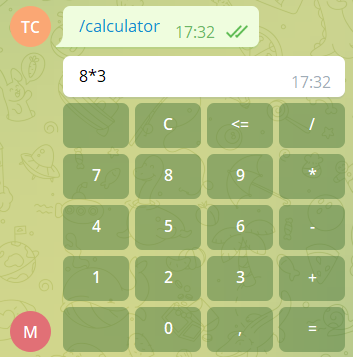 TC
/calculator 17:32
8*3
17:32
C <= /
7 8 9 *
4 5 6 -
1 2 3 +
M
0 , =